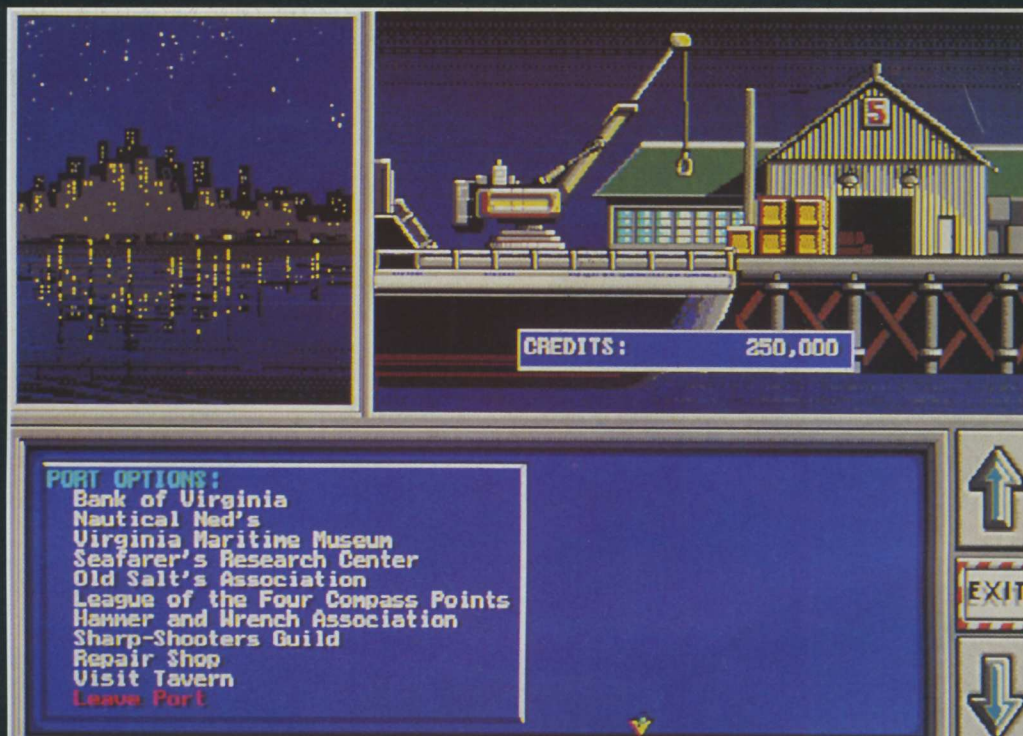 5
CREDITS: 250,000
PORT OPTIONS:
Bank of Virginia
Nautical Ned's
Virginia Maritime Museum
Seafarer's Research Center
Old Salt's Association
League of the Four Compass Points
Hammer and Wrench Association
Sharp-Shooters Guild
Repair Shop
Visit Tavern
Leave Port
EXIT